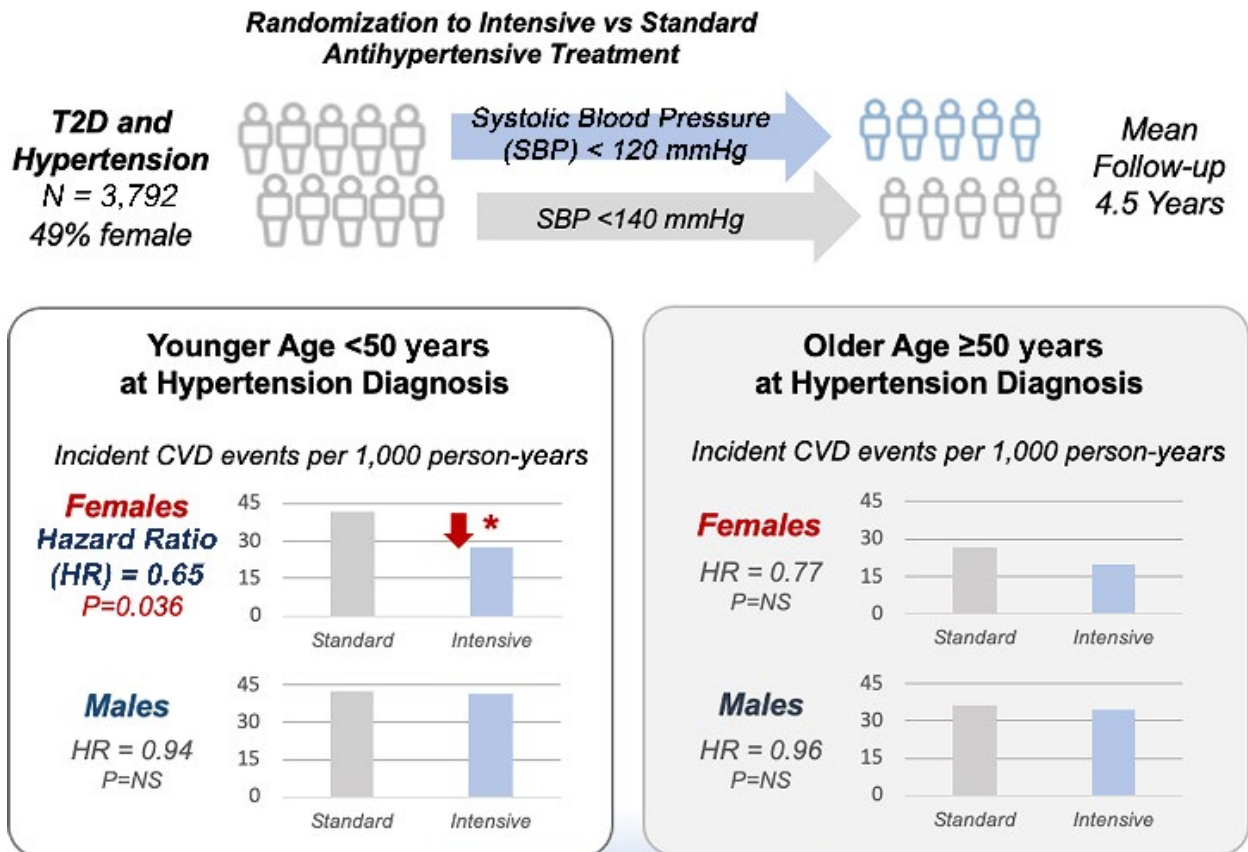 Randomization to Intensive vs Standard
Antihypertensive Treatment
T2D and
Hypertension
N = 3,792
49% female
Systolic Blood Pressure
(SBP) < 120 mmHg
SBP <140 mmHg
Mean
Follow-up
4.5 Years
Younger Age <50 years
at Hypertension Diagnosis
Incident CVD events per 1,000 person-years
Females
Hazard Ratio
(HR) = 0.65
P=0.036
45
30
15
0
*
Standard
Intensive
Males
HR = 0.94
P=NS
45
30
15
0
Standard
Intensive
Older Age ≥50 years
at Hypertension Diagnosis
Incident CVD events per 1,000 person-years
Females
HR = 0.77
P=NS
45
30
15
0
Standard
Intensive
Males
HR = 0.96
P=NS
45
30
15
0
Standard
Intensive